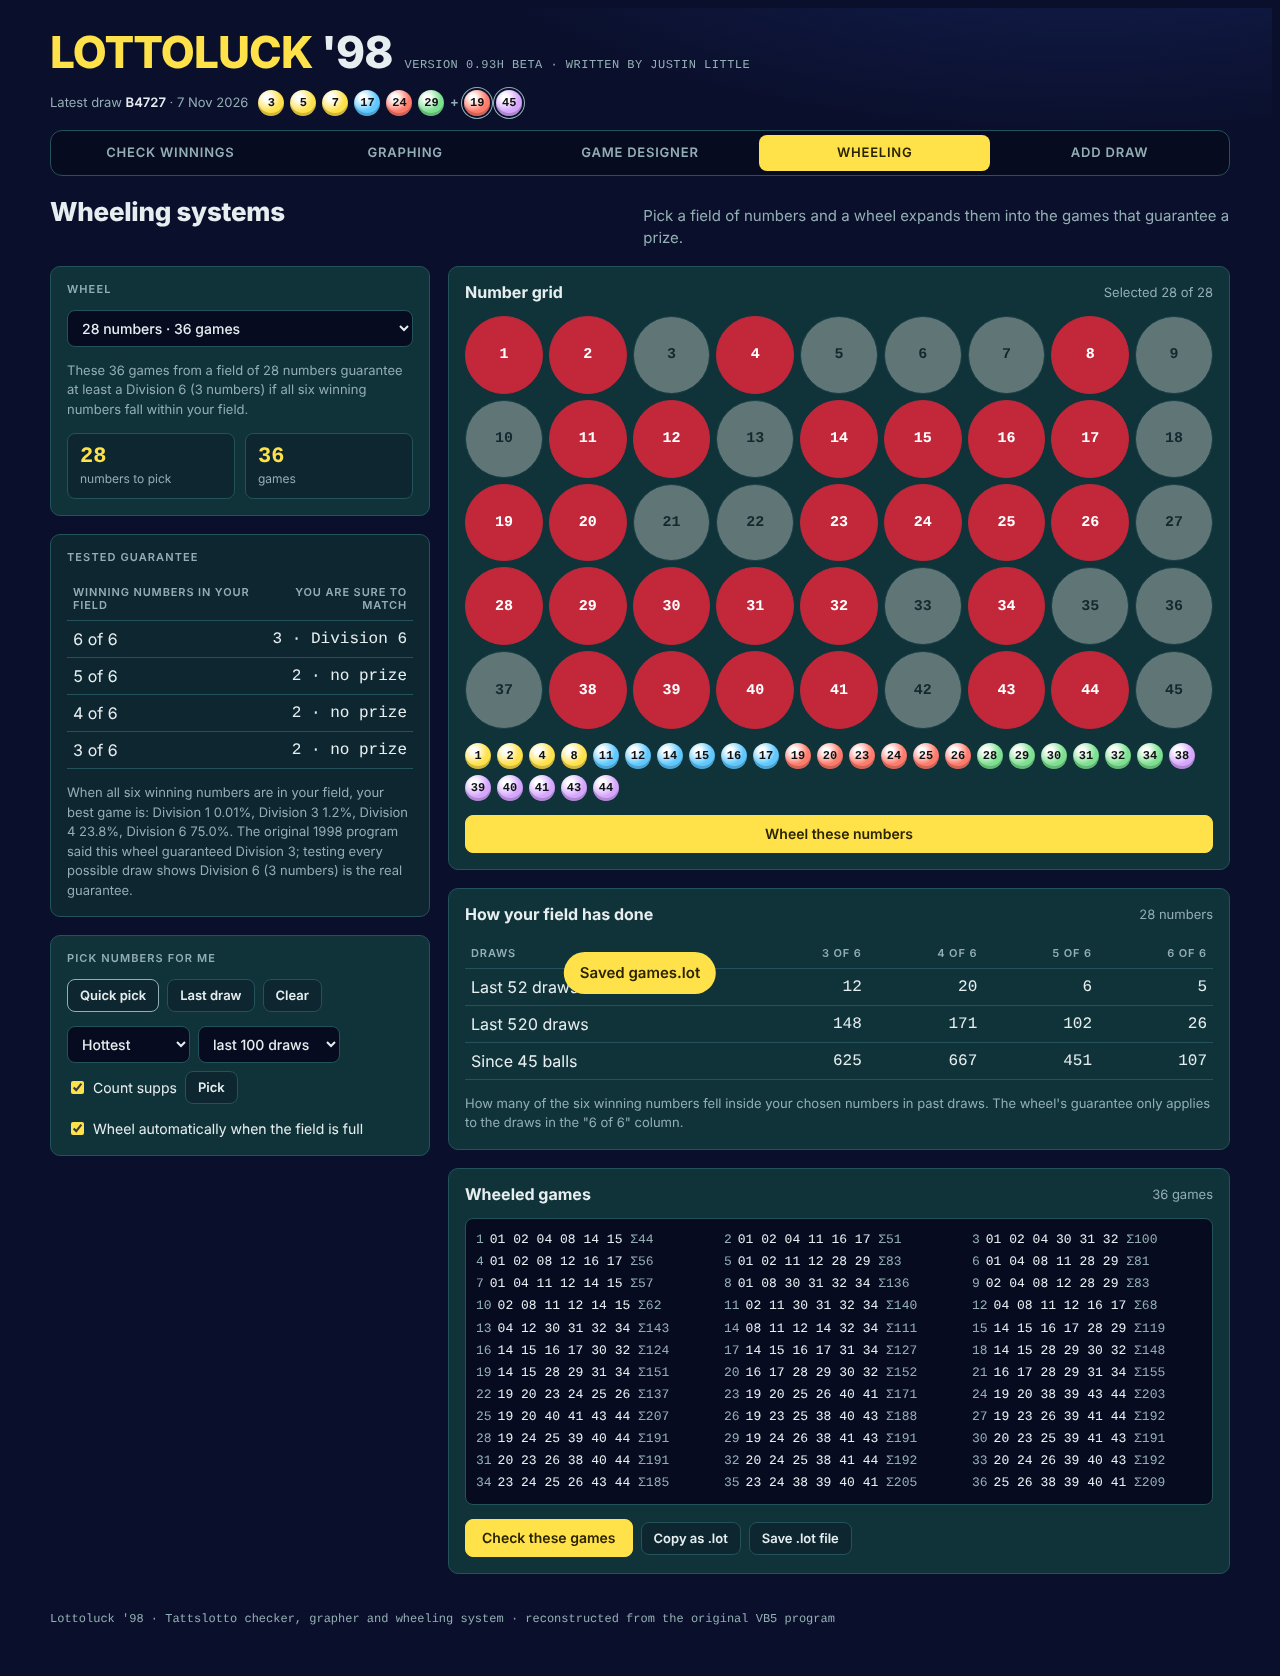 LOTTOLUCK '98 VERSION 0.93H BETA · WRITTEN BY JUSTIN LITTLE
Latest draw B4727 · 7 Nov 2026 3 5 7 17 24 29 + 19 45
CHECK WINNINGS GRAPHING GAME DESIGNER WHEELING ADD DRAW
Wheeling systems
Pick a field of numbers and a wheel expands them into the games that guarantee a
prize.
WHEEL
28 numbers · 36 games
These 36 games from a field of 28 numbers guarantee
at least a Division 6 (3 numbers) if all six winning
numbers fall within your field.
28
numbers to pick
36
games
TESTED GUARANTEE
WINNING NUMBERS IN YOUR
FIELD
YOU ARE SURE TO
MATCH
6 of 6 3 · Division 6
5 of 6 2 · no prize
4 of 6 2 · no prize
3 of 6 2 · no prize
When all six winning numbers are in your field, your
best game is: Division 1 0.01%, Division 3 1.2%, Division
4 23.8%, Division 6 75.0%. The original 1998 program
said this wheel guaranteed Division 3; testing every
possible draw shows Division 6 (3 numbers) is the real
guarantee.
PICK NUMBERS FOR ME
Quick pick Last draw Clear
Hottest last 100 draws
Count supps Pick
Wheel automatically when the field is full
Number grid Selected 28 of 28
1 2 3 4 5 6 7 8 9
10 11 12 13 14 15 16 17 18
19 20 21 22 23 24 25 26 27
28 29 30 31 32 33 34 35 36
37 38 39 40 41 42 43 44 45
1 2 4 8 11 12 14 15 16 17 19 20 23 24 25 26 28 29 30 31 32 34 38
39 40 41 43 44
Wheel these numbers
How your field has done 28 numbers
DRAWS 3 OF 6 4 OF 6 5 OF 6 6 OF 6
Saved games.lot
Last 52 draws 12 20 6 5
Last 520 draws 148 171 102 26
Since 45 balls 625 667 451 107
How many of the six winning numbers fell inside your chosen numbers in past draws. The wheel's guarantee only applies
to the draws in the "6 of 6" column.
Wheeled games 36 games
1 01 02 04 08 14 15 Σ44 2 01 02 04 11 16 17 Σ51 3 01 02 04 30 31 32 Σ100
4 01 02 08 12 16 17 Σ56 5 01 02 11 12 28 29 Σ83 6 01 04 08 11 28 29 Σ81
7 01 04 11 12 14 15 Σ57 8 01 08 30 31 32 34 Σ136 9 02 04 08 12 28 29 Σ83
10 02 08 11 12 14 15 Σ62 11 02 11 30 31 32 34 Σ140 12 04 08 11 12 16 17 Σ68
13 04 12 30 31 32 34 Σ143 14 08 11 12 14 32 34 Σ111 15 14 15 16 17 28 29 Σ119
16 14 15 16 17 30 32 Σ124 17 14 15 16 17 31 34 Σ127 18 14 15 28 29 30 32 Σ148
19 14 15 28 29 31 34 Σ151 20 16 17 28 29 30 32 Σ152 21 16 17 28 29 31 34 Σ155
22 19 20 23 24 25 26 Σ137 23 19 20 25 26 40 41 Σ171 24 19 20 38 39 43 44 Σ203
25 19 20 40 41 43 44 Σ207 26 19 23 25 38 40 43 Σ188 27 19 23 26 39 41 44 Σ192
28 19 24 25 39 40 44 Σ191 29 19 24 26 38 41 43 Σ191 30 20 23 25 39 41 43 Σ191
31 20 23 26 38 40 44 Σ191 32 20 24 25 38 41 44 Σ192 33 20 24 26 39 40 43 Σ192
34 23 24 25 26 43 44 Σ185 35 23 24 38 39 40 41 Σ205 36 25 26 38 39 40 41 Σ209
Check these games Copy as .lot Save .lot file
Lottoluck '98 · Tattslotto checker, grapher and wheeling system · reconstructed from the original VB5 program